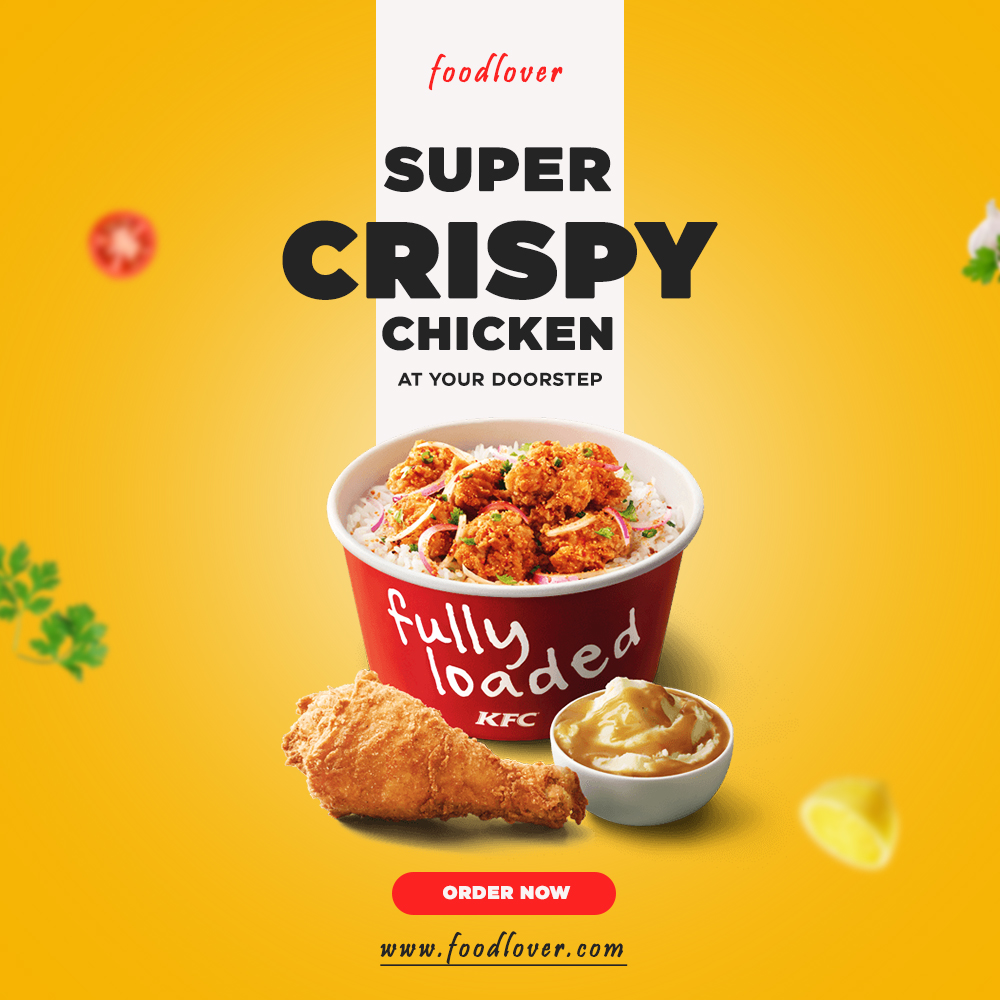 foodlover
SUPER
CRISPY
CHICKEN
AT YOUR DOORSTEP
fully
loaded
KFC
ORDER NOW
www.foodlover.com